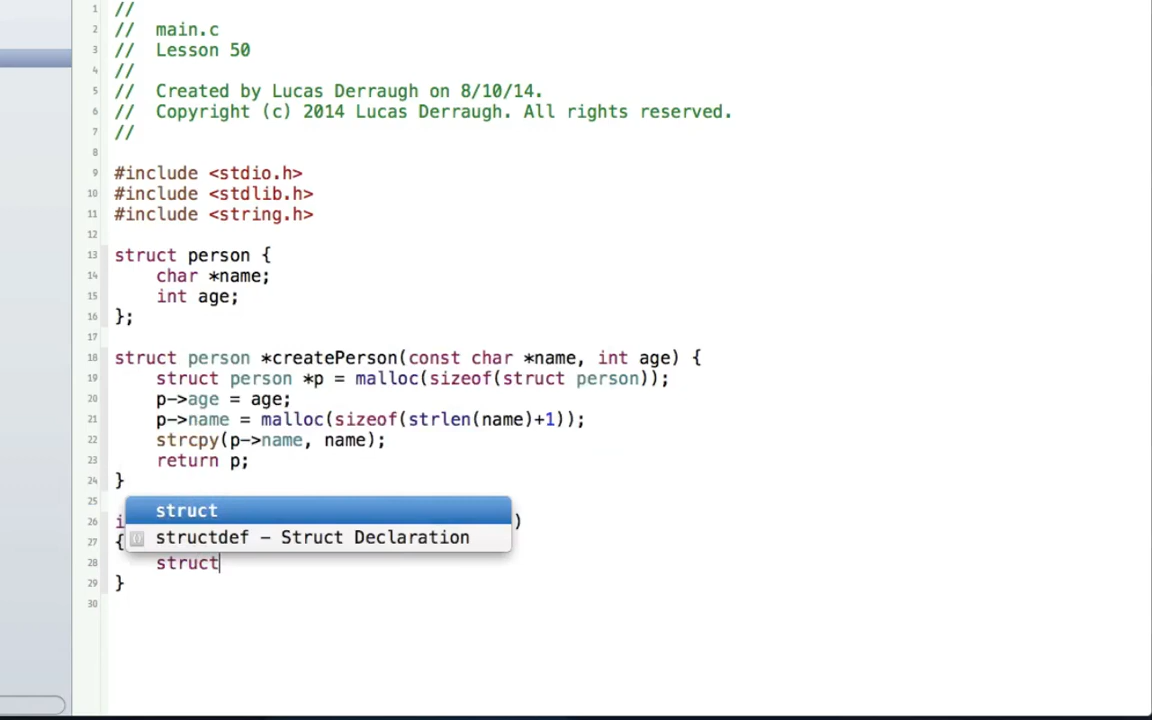 1 //
2 // main.c
3 // Lesson 50
4 //
5 // Created by Lucas Derraugh on 8/10/14.
6 // Copyright (c) 2014 Lucas Derraugh. All rights reserved.
7 //
8
9 #include <stdio.h>
10 #include <stdlib.h>
11 #include <string.h>
12
13 struct person {
14 char *name;
15 int age;
16 };
17
18 struct person *createPerson(const char *name, int age) {
19 struct person *p = malloc(sizeof(struct person));
20 p->age = age;
21 p->name = malloc(sizeof(strlen(name)+1));
22 strcpy(p->name, name);
23 return p;
24 }
25
struct
26 i )
structdef – Struct Declaration
27 {
28 struct
29 }
30